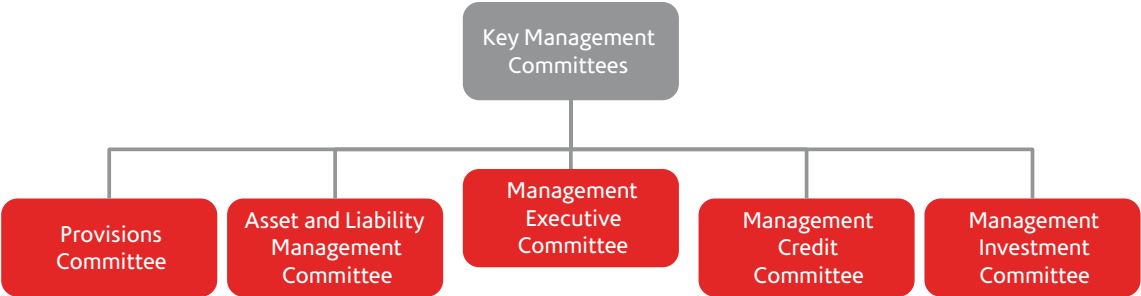 Key Management
Committees
Provisions
Committee
Asset and Liability
Management
Committee
Management
Executive
Committee
Management
Credit
Committee
Management
Investment
Committee